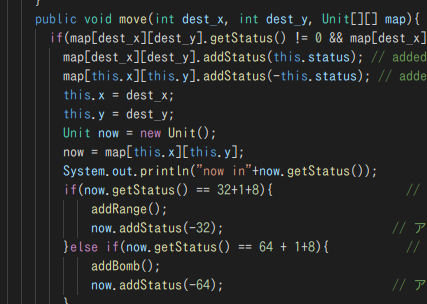 }
public void move(int dest_x, int dest_y, Unit[][] map){
if(map[dest_x][dest_y].getStatus() != 0 && map[dest_x]
map[dest_x][dest_y].addStatus(this.status); // added
map[this.x][this.y].addStatus(-this.status); // adde
this.x = dest_x;
this.y = dest_y;
Unit now = new Unit();
now = map[this.x][this.y];
System.out.println("now in"+now.getStatus());
if(now.getStatus() == 32+1+8){ //
addRange();
now.addStatus(-32); // ア
}else if(now.getStatus() == 64 + 1+8){ //
addBomb();
now.addStatus(-64); // ア
}